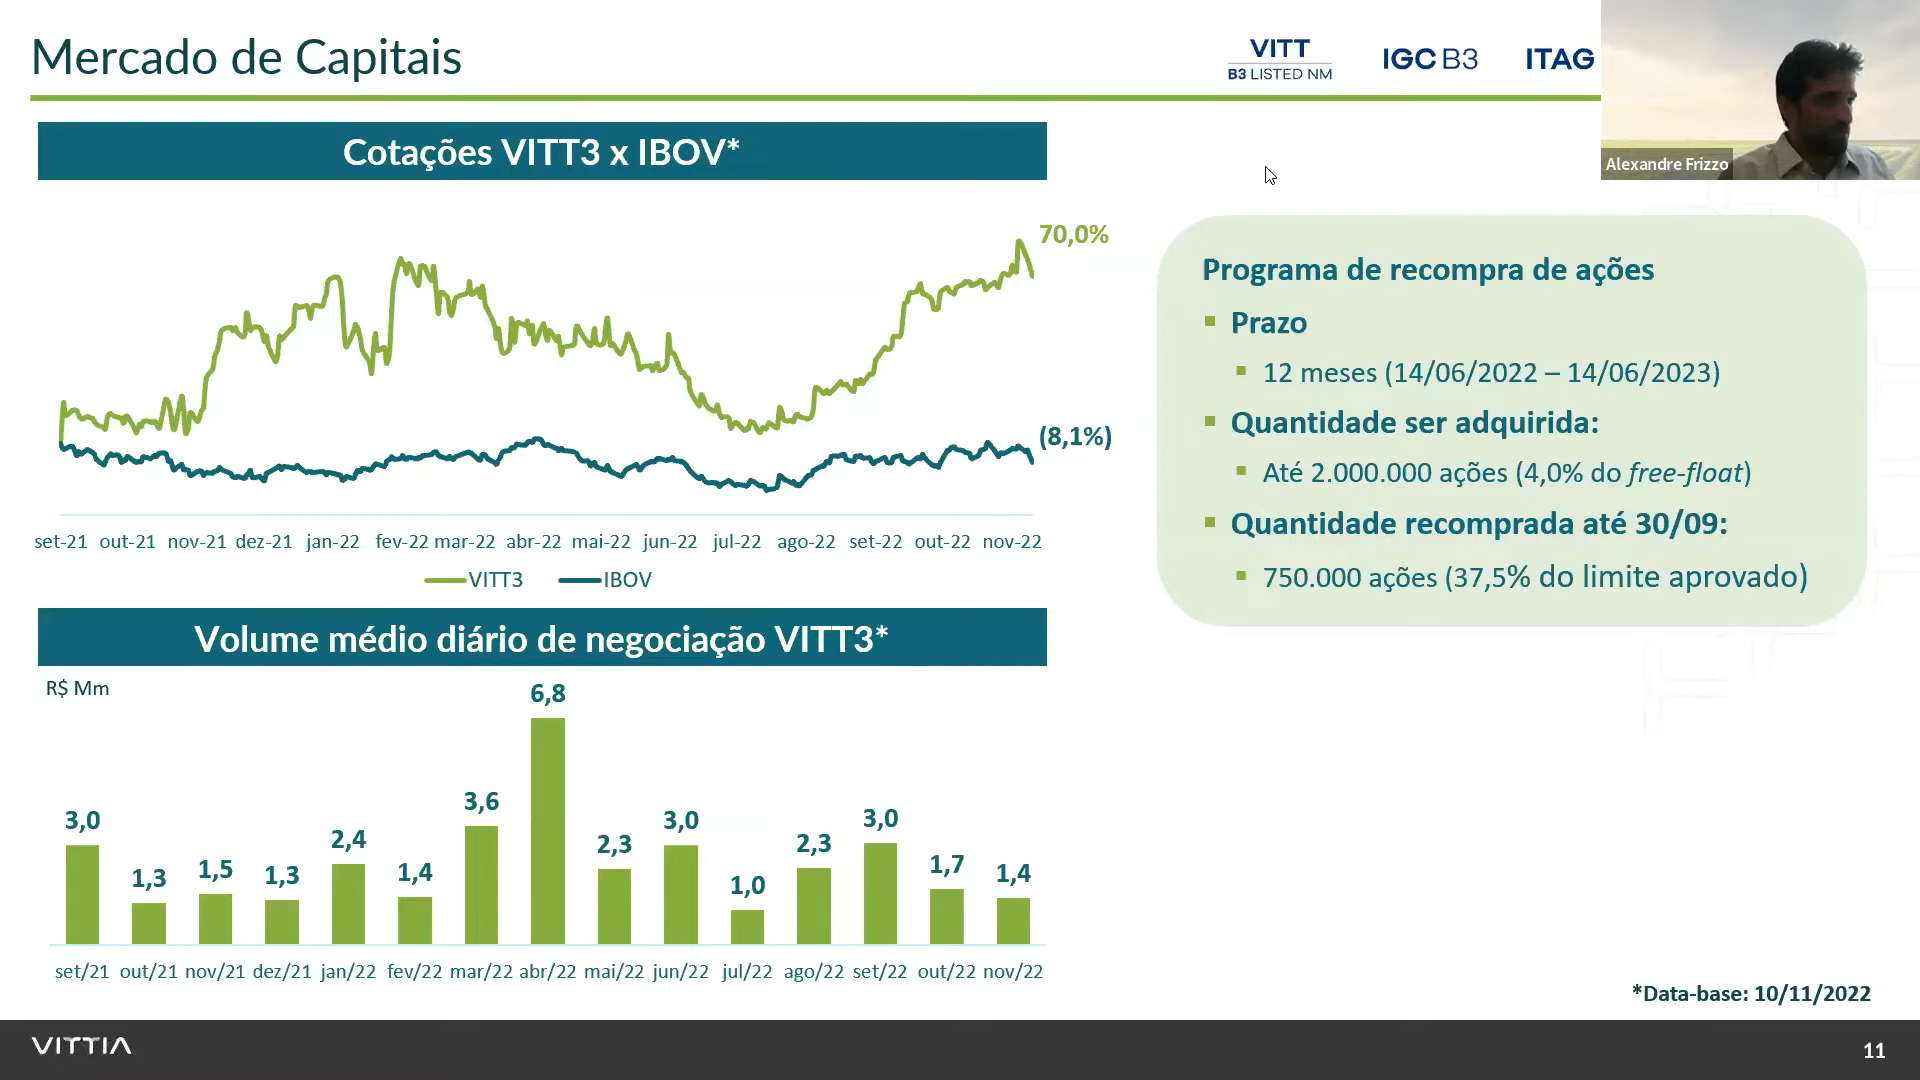 Mercado de Capitais
VITT
B3 LISTED NM
IGC B3
ITAG
Alexandre Frizzo
Cotações VITT3 x IBOV*
70,0%
(8,1%)
set-21 out-21 nov-21 dez-21 jan-22 fev-22 mar-22 abr-22 mai-22 jun-22 jul-22 ago-22 set-22 out-22 nov-22
VITT3 IBOV
Programa de recompra de ações
Prazo
12 meses (14/06/2022 – 14/06/2023)
Quantidade ser adquirida:
Até 2.000.000 ações (4,0% do free-float)
Quantidade recomprada até 30/09:
750.000 ações (37,5% do limite aprovado)
Volume médio diário de negociação VITT3*
R$ Mm
3,0 1,3 1,5 1,3 2,4 1,4 3,6 6,8 2,3 3,0 1,0 2,3 3,0 1,7 1,4
set/21 out/21 nov/21 dez/21 jan/22 fev/22 mar/22 abr/22 mai/22 jun/22 jul/22 ago/22 set/22 out/22 nov/22
*Data-base: 10/11/2022
VITTIA
11